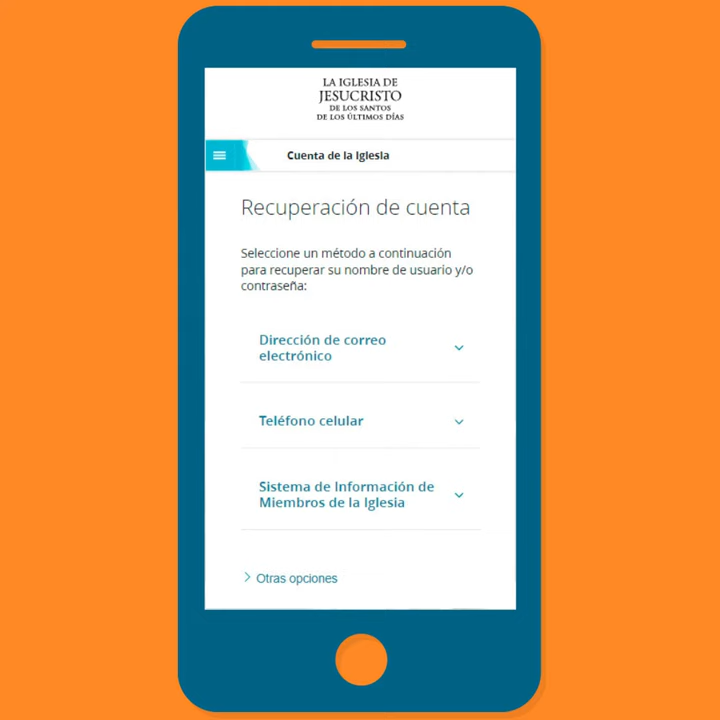 LA IGLESIA DE
JESUCRISTO
DE LOS SANTOS
DE LOS ÚLTIMOS DÍAS
Cuenta de la Iglesia
Recuperación de cuenta
Seleccione un método a continuación
para recuperar su nombre de usuario y/o
contraseña:
Dirección de correo
electrónico
Teléfono celular
Sistema de Información de
Miembros de la Iglesia
Otras opciones